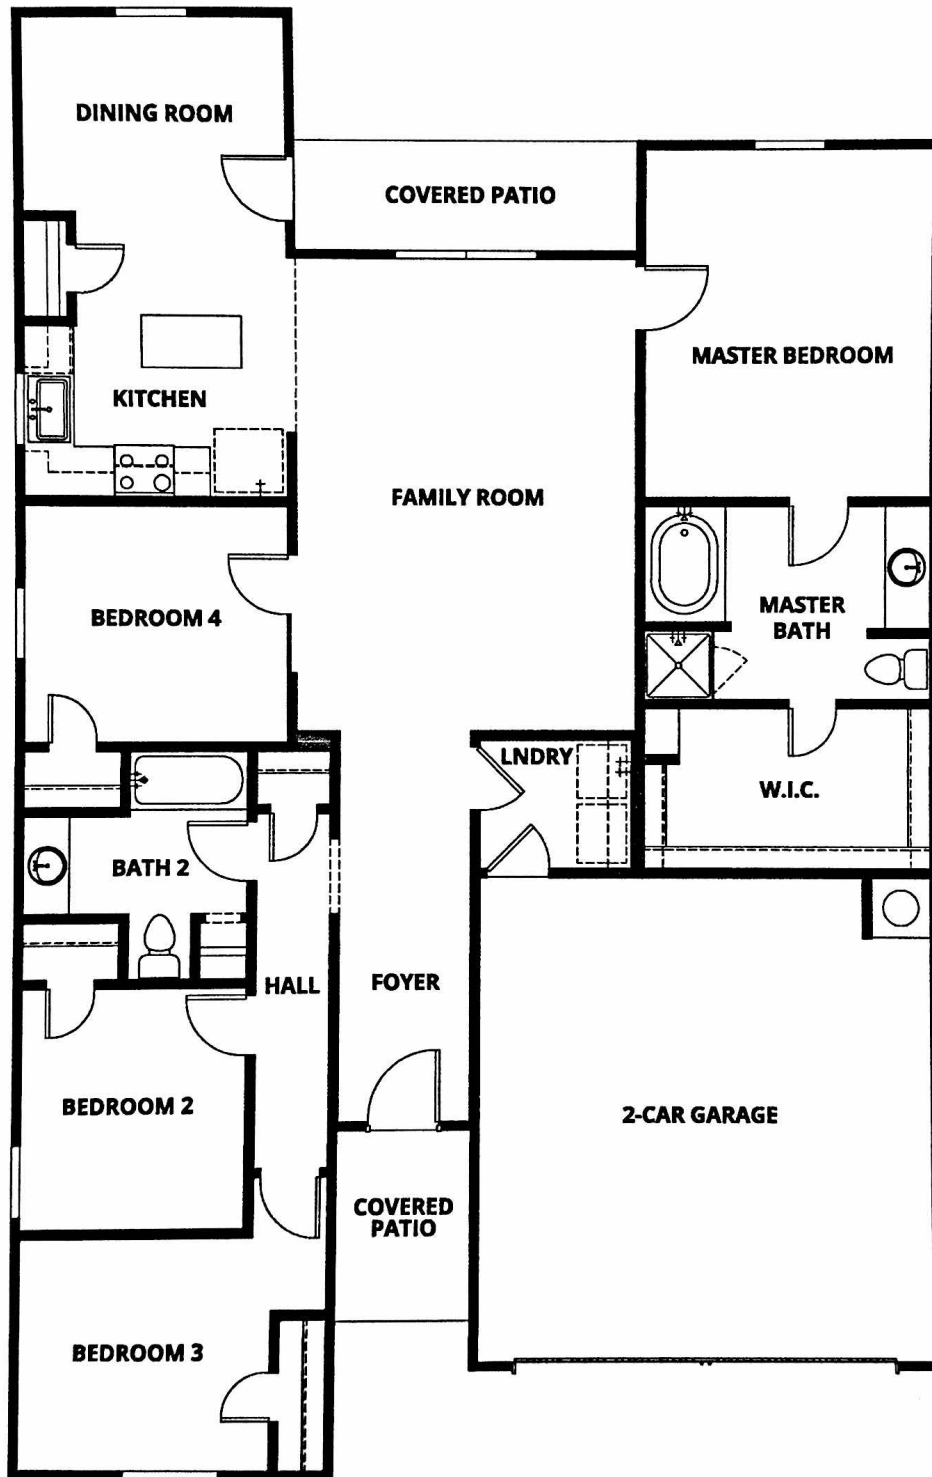 DINING ROOM
COVERED PATIO
MASTER BEDROOM
KITCHEN
FAMILY ROOM
BEDROOM 4
MASTER
BATH
LNDRY
W.I.C.
BATH 2
HALL
FOYER
BEDROOM 2
2-CAR GARAGE
COVERED
PATIO
BEDROOM 3